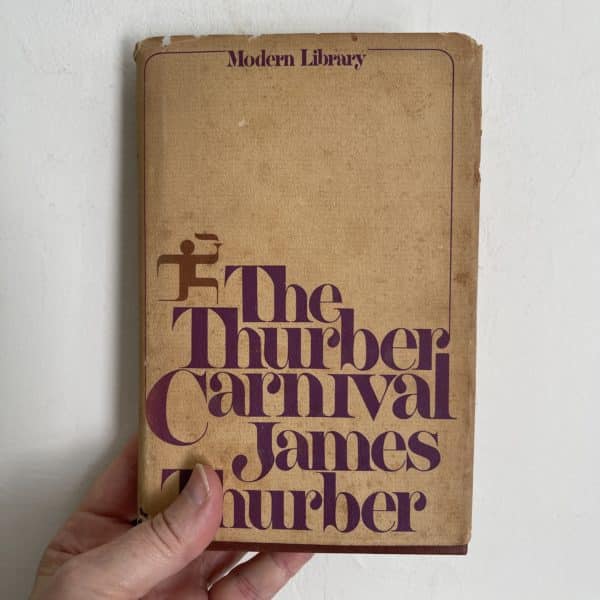 Modern Library
The
Thurber
Carnival
James
Thurber